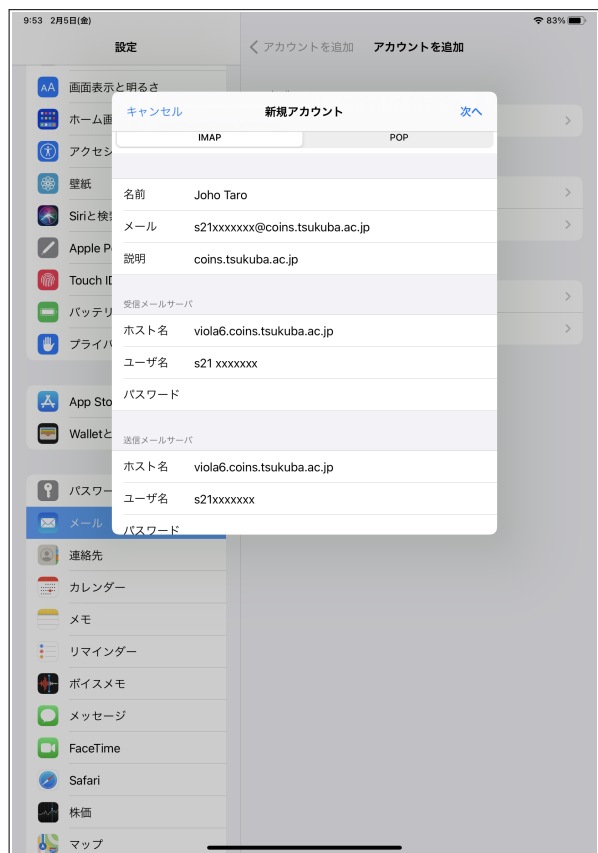 9:53 2月5日(金)
83%
設定
アカウントを追加
アカウントを追加
画面表示と明るさ
ホーム画
アクセシ
壁紙
Siriと検
Apple P
Touch ID
バッテリ
プライバ
App Sto
Walletと
パスワー
メール
連絡先
カレンダー
メモ
リマインダー
ボイスメモ
メッセージ
FaceTime
Safari
株価
マップ
キャンセル
新規アカウント
次へ
IMAP
POP
名前 Joho Taro
メール s21xxxxxxx@coins.tsukuba.ac.jp
説明 coins.tsukuba.ac.jp
受信メールサーバ
ホスト名 viola6.coins.tsukuba.ac.jp
ユーザ名 s21 xxxxxxx
パスワード
送信メールサーバ
ホスト名 viola6.coins.tsukuba.ac.jp
ユーザ名 s21xxxxxxx
パスワード